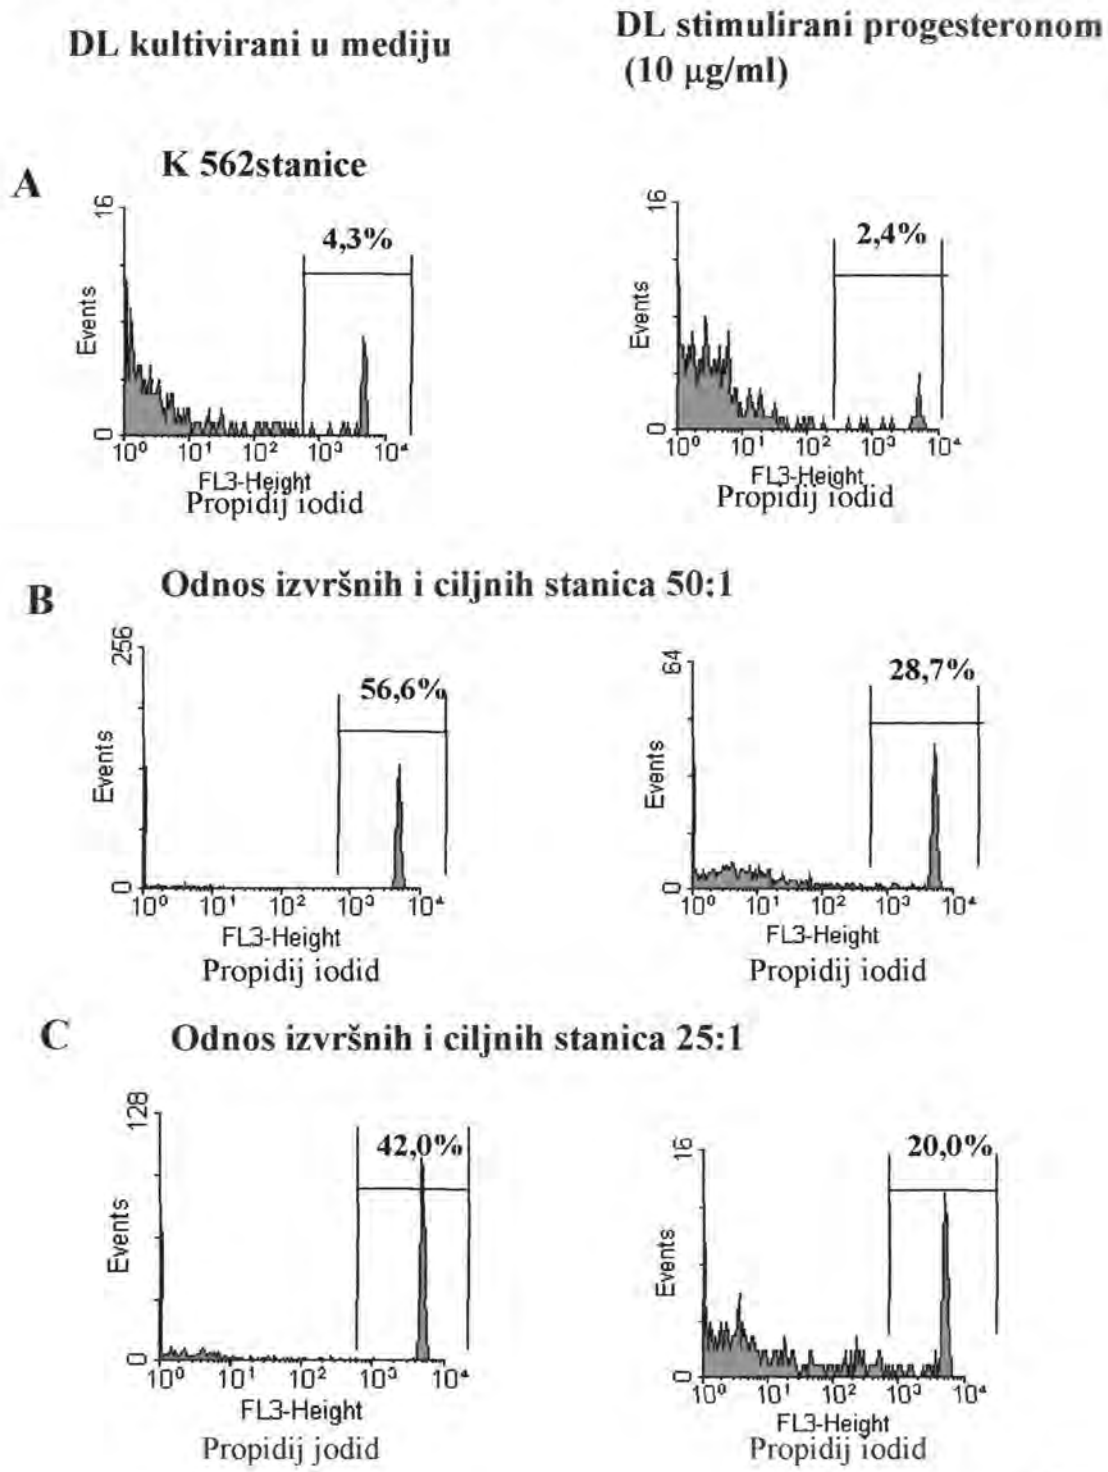 DL kultivirani u mediju
DL stimulirani progesteronom
(10 µg/ml)
A
K 562stanice
16
4,3%
Events
0
10⁰ 10¹ 10² 10³ 10⁴
FL3-Height
Propidij iodid
16
2,4%
Events
0
10⁰ 10¹ 10² 10³ 10⁴
FL3-Height
Propidij iodid
B
Odnos izvršnih i ciljnih stanica 50:1
256
56,6%
Events
0
10⁰ 10¹ 10² 10³ 10⁴
FL3-Height
Propidij iodid
64
28,7%
Events
0
10⁰ 10¹ 10² 10³ 10⁴
FL3-Height
Propidij iodid
C
Odnos izvršnih i ciljnih stanica 25:1
128
42,0%
Events
0
10⁰ 10¹ 10² 10³ 10⁴
FL3-Height
Propidij jodid
16
20,0%
Events
0
10⁰ 10¹ 10² 10³ 10⁴
FL3-Height
Propidij iodid